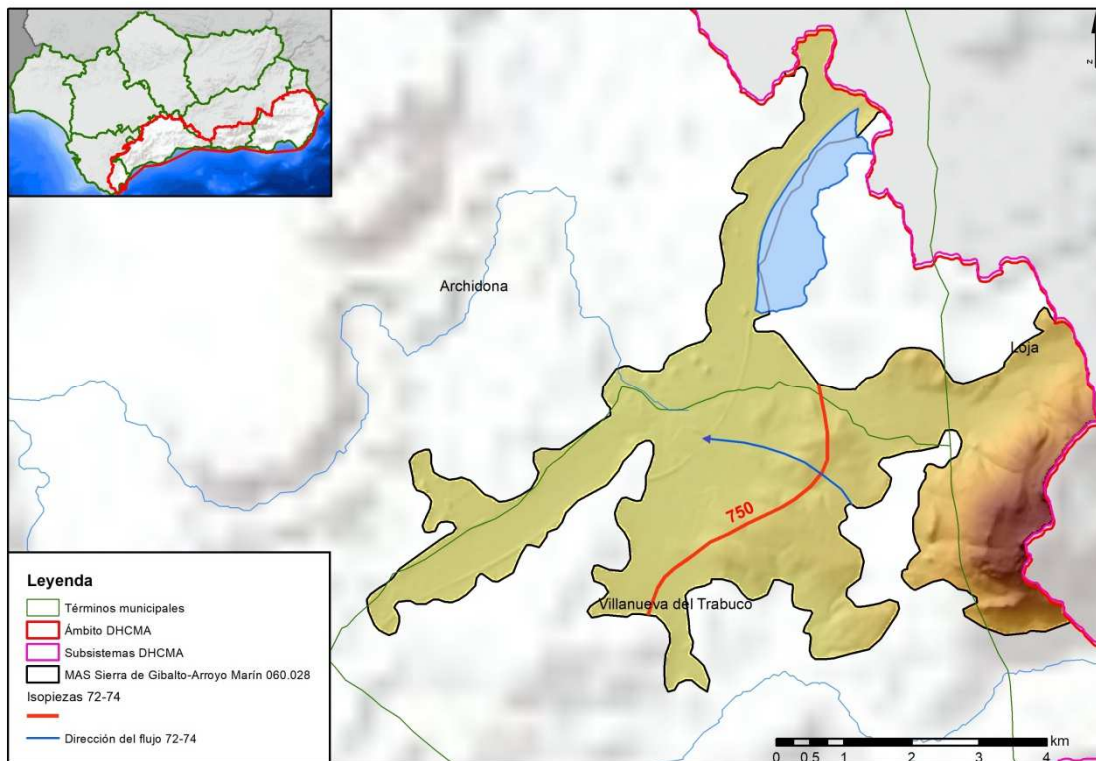 z
Archidona
Loja
750
Villanueva del Trabuco
Leyenda
Términos municipales
Ámbito DHCMA
Subsistemas DHCMA
MAS Sierra de Gibalto-Arroyo Marín 060.028
Isopiezas 72-74
Dirección del flujo 72-74
km
0 0.5 1 2 3 4